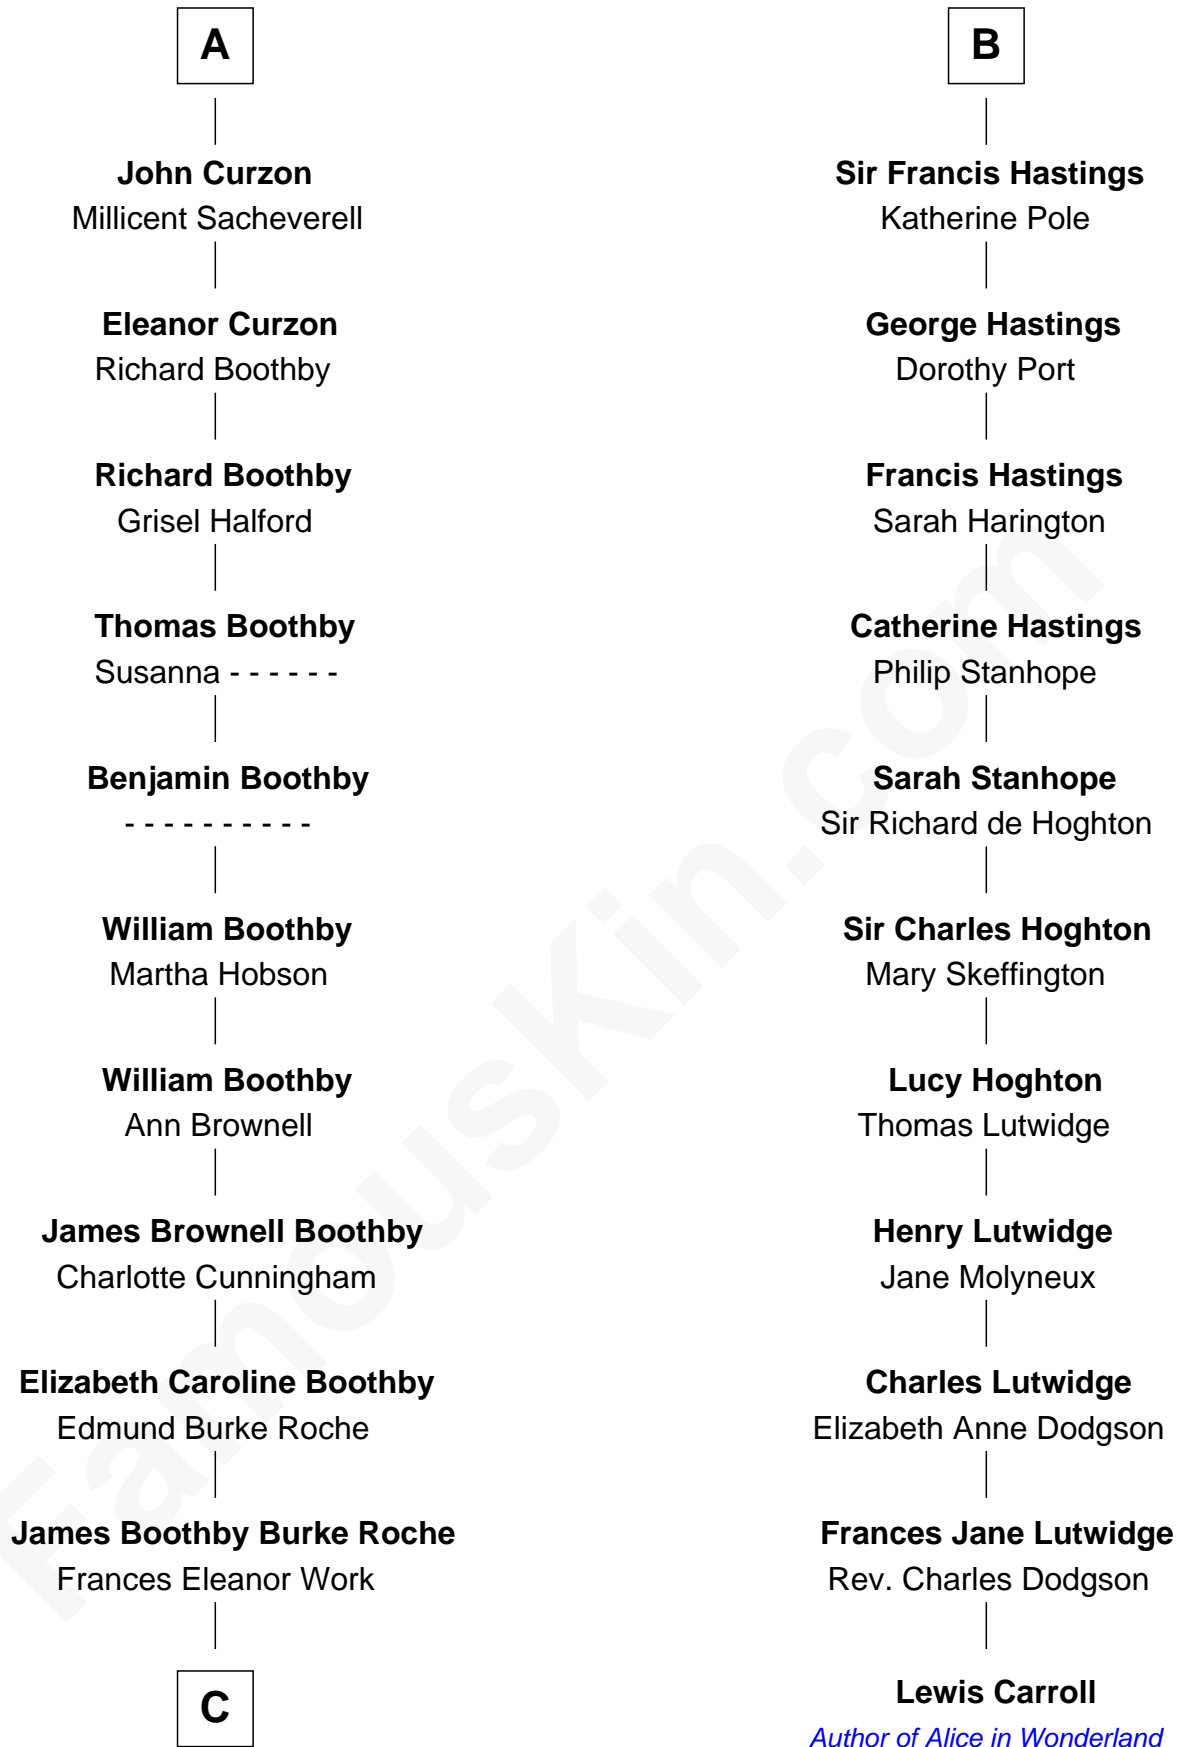 A
John Curzon
Millicent Sacheverell
Eleanor Curzon
Richard Boothby
Richard Boothby
Grisel Halford
Thomas Boothby
Susanna - - - - - -
Benjamin Boothby
- - - - - - - - - -
William Boothby
Martha Hobson
William Boothby
Ann Brownell
James Brownell Boothby
Charlotte Cunningham
Elizabeth Caroline Boothby
Edmund Burke Roche
James Boothby Burke Roche
Frances Eleanor Work
C
B
Sir Francis Hastings
Katherine Pole
George Hastings
Dorothy Port
Francis Hastings
Sarah Harington
Catherine Hastings
Philip Stanhope
Sarah Stanhope
Sir Richard de Hoghton
Sir Charles Hoghton
Mary Skeffington
Lucy Hoghton
Thomas Lutwidge
Henry Lutwidge
Jane Molyneux
Charles Lutwidge
Elizabeth Anne Dodgson
Frances Jane Lutwidge
Rev. Charles Dodgson
Lewis Carroll
Author of Alice in Wonderland
FamousKin.com